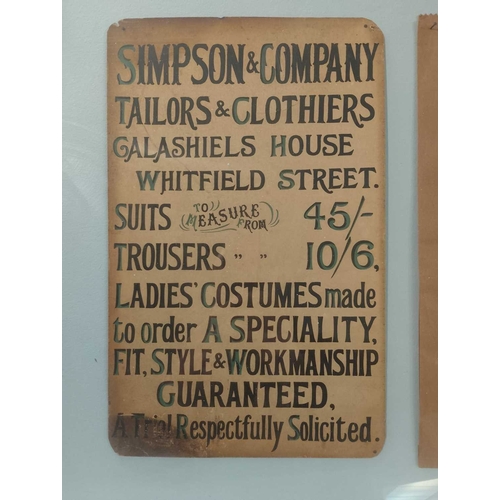 SIMPSON & COMPANY
TAILORS & CLOTHIERS
GALASHIELS HOUSE
WHITFIELD STREET.
SUITS TO MEASURE FROM 45/-
TROUSERS " " 10/6,
LADIES' COSTUMES made
to order A SPECIALITY,
FIT, STYLE & WORKMANSHIP
GUARANTEED,
A Trial Respectfully Solicited.